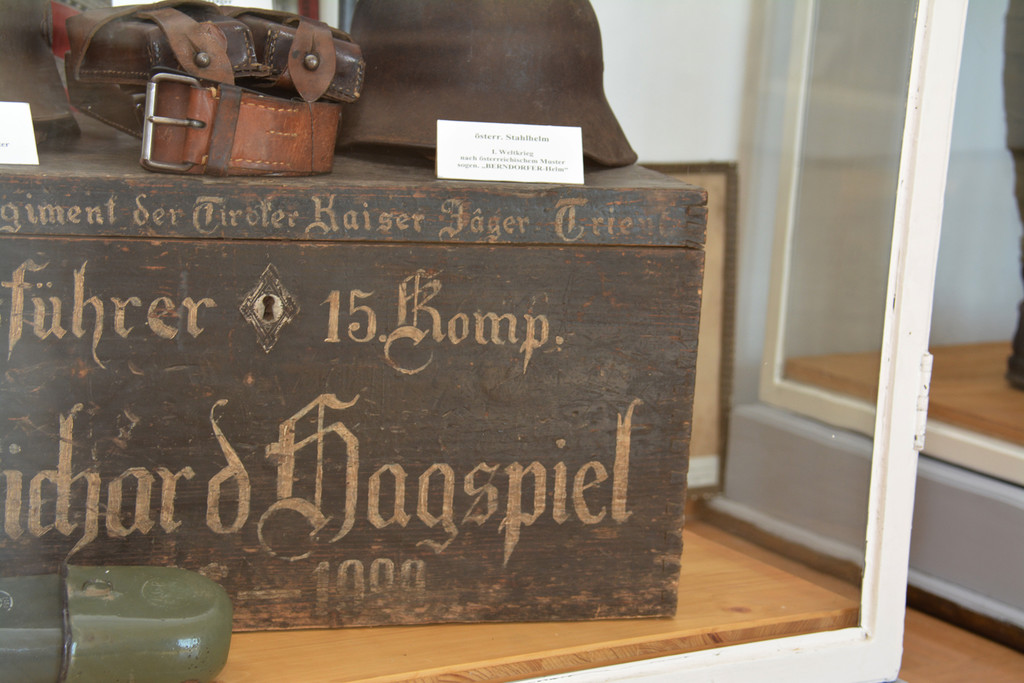 österr. Stahlhelm
I. Weltkrieg
nach österreichischem Muster
sogen. „BERNDORFER-Helm"
giment der Tiroler Kaiser Jäger Trient
führer 15. Komp.
ichard Hagspiel